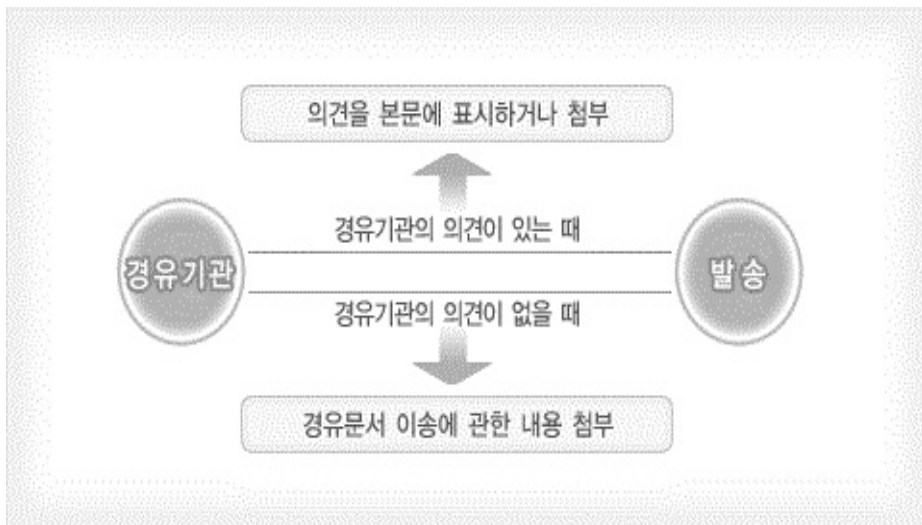 의견을 본문에 표시하거나 첨부
경유기관의 의견이 있는 때
경유기관
발송
경유기관의 의견이 없을 때
경유문서 이송에 관한 내용 첨부